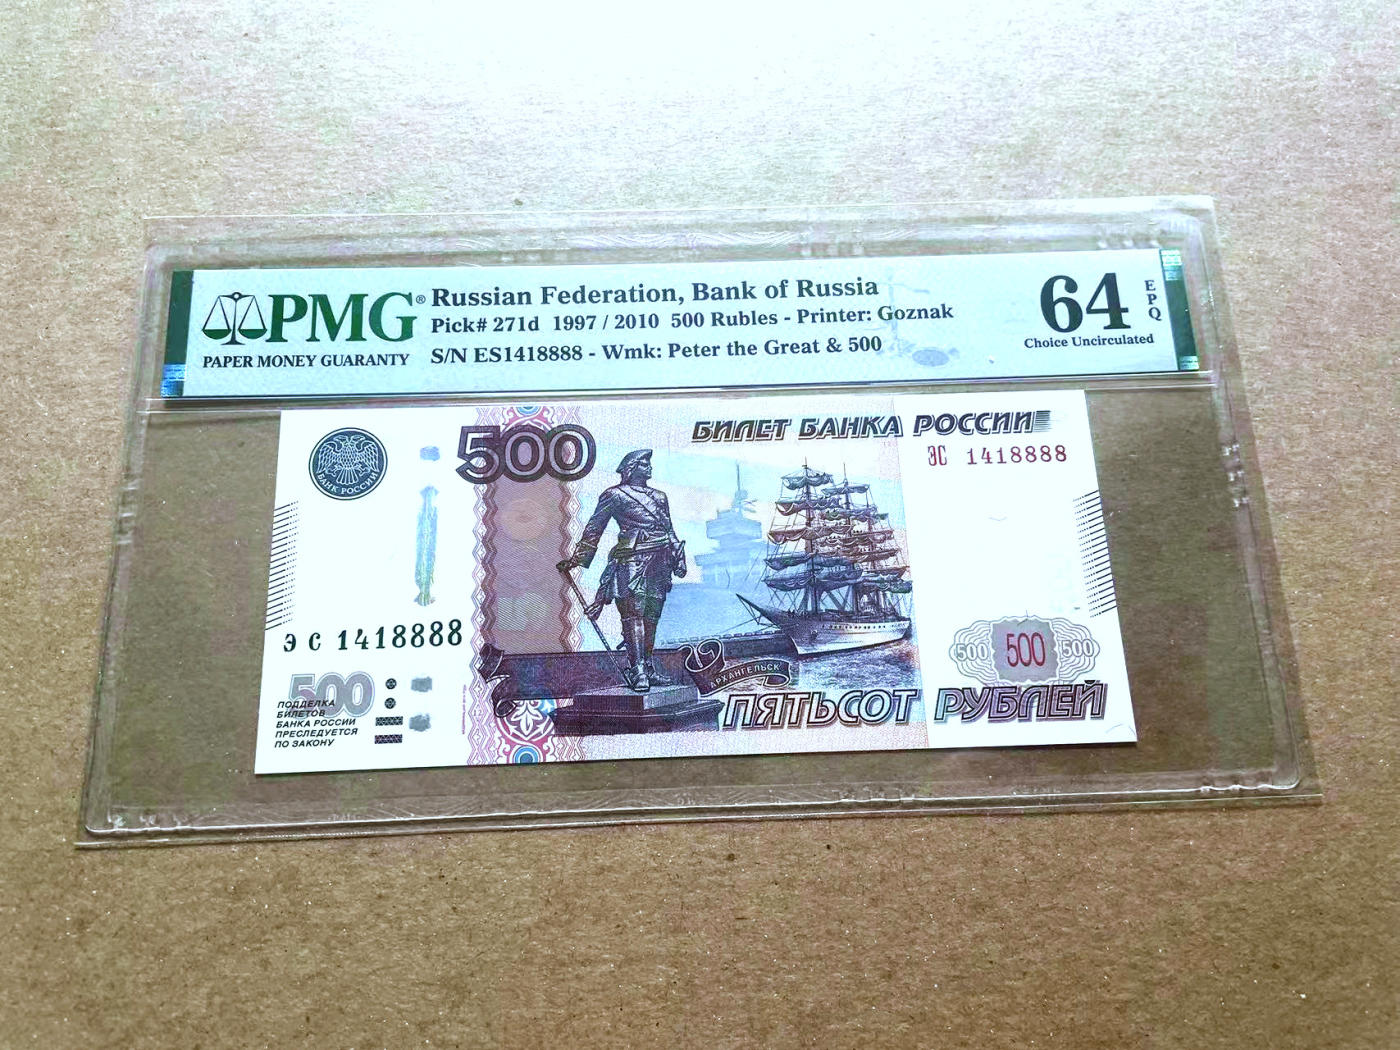 PMG®
PAPER MONEY GUARANTY
Russian Federation, Bank of Russia
Pick# 271d 1997 / 2010 500 Rubles - Printer: Goznak
S/N ES1418888 - Wmk: Peter the Great & 500
64
EPQ
Choice Uncirculated
БАНК РОССИИ
500
БИЛЕТ БАНКА РОССИИ
ЭС 1418888
ЭС 1418888
500
ПОДДЕЛКА
БИЛЕТОВ
БАНКА РОССИИ
ПРЕСЛЕДУЕТСЯ
ПО ЗАКОНУ
АРХАНГЕЛЬСК
500 500 500
ПЯТЬСОТ РУБЛЕЙ